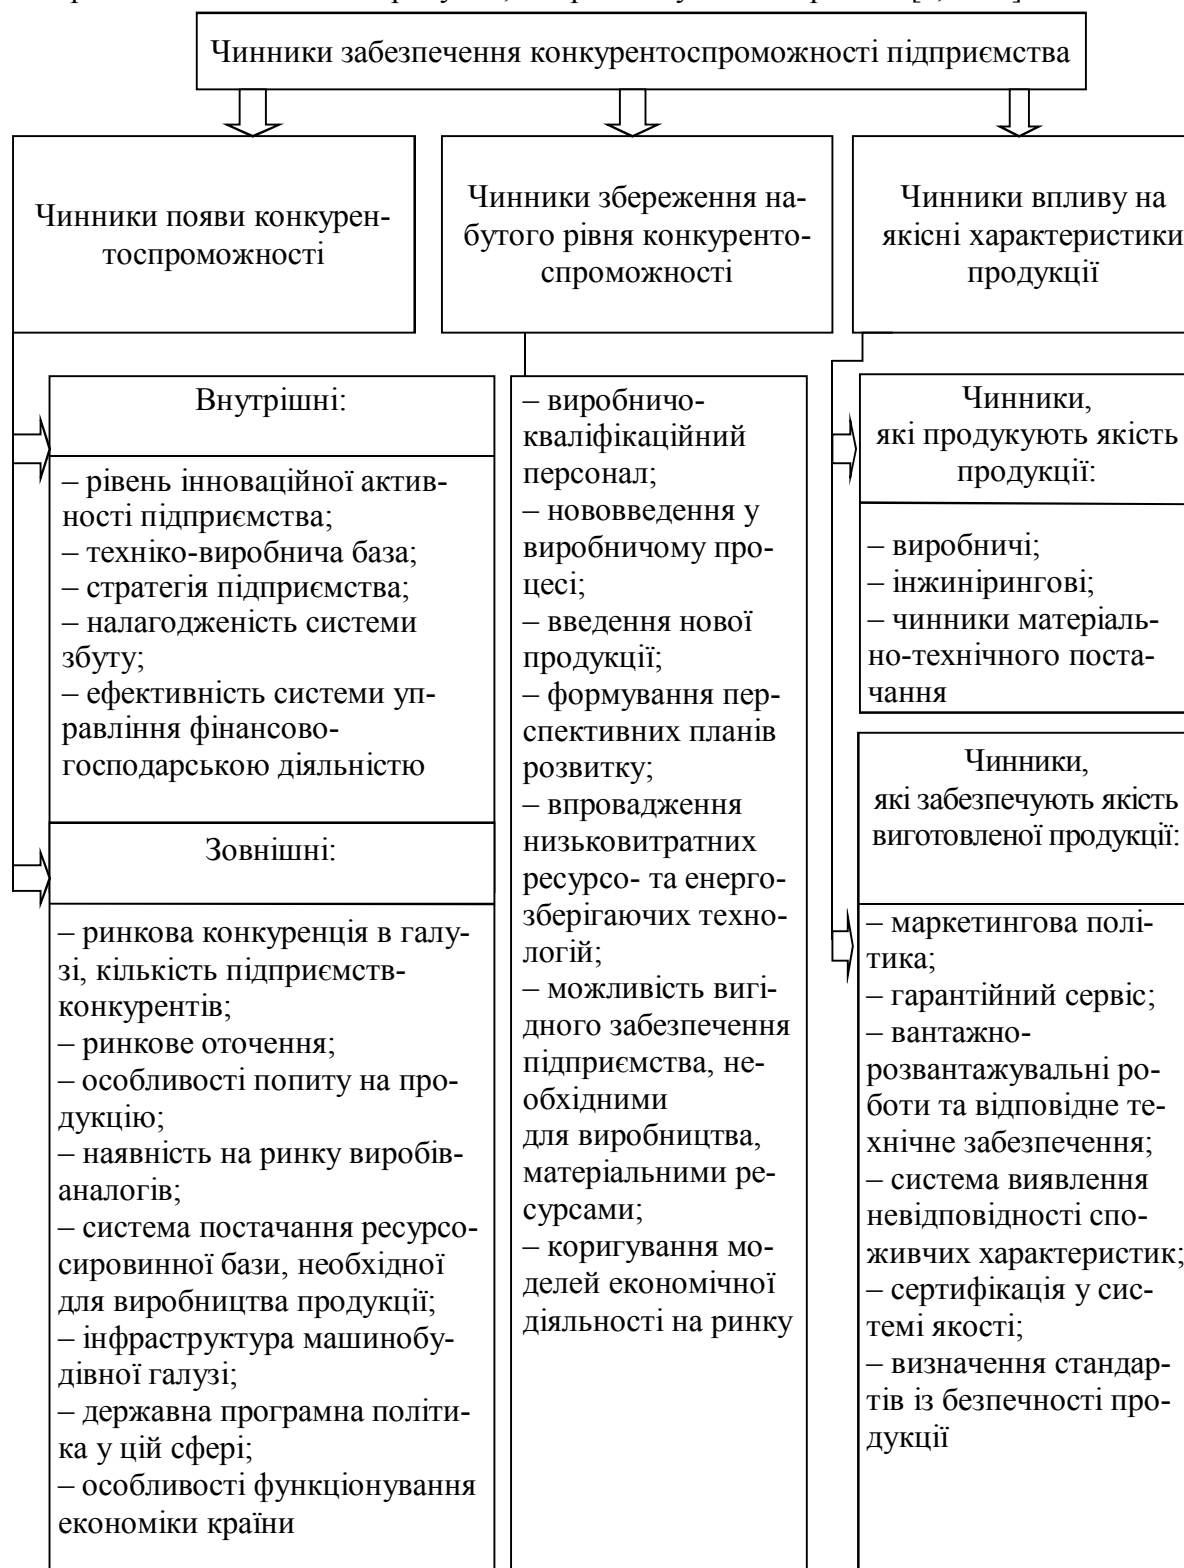 Чинники забезпечення конкурентоспроможності підприємства
Чинники появи конкурен-
тоспроможності
Внутрішні:
– рівень інноваційної актив-
ності підприємства;
– техніко-виробнича база;
– стратегія підприємства;
– налагодженість системи
збуту;
– ефективність системи уп-
равління фінансово-
господарською діяльністю
Зовнішні:
– ринкова конкуренція в галу-
зі, кількість підприємств-
конкурентів;
– ринкове оточення;
– особливості попиту на про-
дукцію;
– наявність на ринку виробів-
аналогів;
– система постачання ресурсо-
сировинної бази, необхідної
для виробництва продукції;
– інфраструктура машинобу-
дівної галузі;
– державна програмна політи-
ка у цій сфері;
– особливості функціонування
економіки країни
Чинники збереження на-
бутого рівня конкуренто-
спроможності
– виробничо-
кваліфікаційний
персонал;
– нововведення у
виробничому про-
цесі;
– введення нової
продукції;
– формування пер-
спективних планів
розвитку;
– впровадження
низьковитратних
ресурсо- та енерго-
зберігаючих техно-
логій;
– можливість вигі-
дного забезпечення
підприємства, не-
обхідними
для виробництва,
матеріальними ре-
сурсами;
– коригування мо-
делей економічної
діяльності на ринку
Чинники впливу на
якісні характеристики
продукції
Чинники,
які продукують якість
продукції:
– виробничі;
– інжинірингові;
– чинники матеріаль-
но-технічного поста-
чання
Чинники,
які забезпечують якість
виготовленої продукції:
– маркетингова полі-
тика;
– гарантійний сервіс;
– вантажно-
розвантажувальні ро-
боти та відповідне те-
хнічне забезпечення;
– система виявлення
невідповідності спо-
живчих характеристик;
– сертифікація у сис-
темі якості;
– визначення стандар-
тів із безпечності про-
дукції